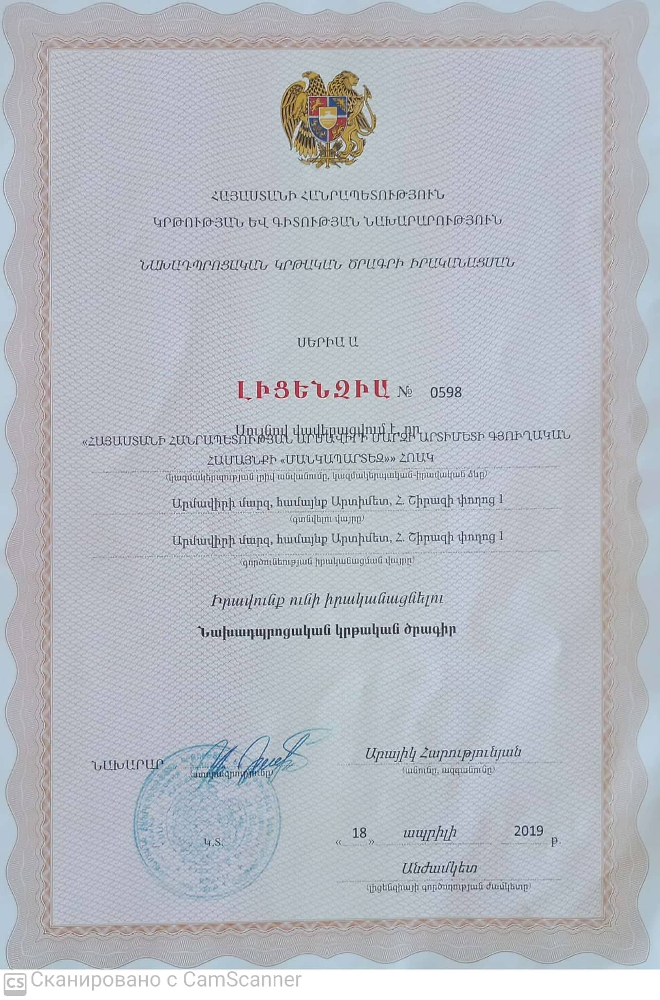 ՀԱՅԱՍՏԱՆԻ ՀԱՆՐԱՊԵՏՈՒԹՅՈՒՆ
ԿՐԹՈՒԹՅԱՆ ԵՎ ԳԻՏՈՒԹՅԱՆ ՆԱԽԱՐԱՐՈՒԹՅՈՒՆ
ՆԱԽԱԴՊՐՈՑԱԿԱՆ ԿՐԹԱԿԱՆ ԾՐԱԳՐԻ ԻՐԱԿԱՆԱՑՄԱՆ
ՍԵՐԻԱ Ա
ԼԻՑԵՆԶԻԱ № 0598
Սույնով վավերացվում է, որ
«ՀԱՅԱՍՏԱՆԻ ՀԱՆՐԱՊԵՏՈՒԹՅԱՆ ԱՐՄԱՎԻՐԻ ՄԱՐԶԻ ԱՐՏԻՄԵՏԻ ԳՅՈՒՂԱԿԱՆ
ՀԱՄԱՅՆՔԻ «ՄԱՆԿԱՊԱՐՏԵԶ»» ՀՈԱԿ
(կազմակերպության լրիվ անվանումը, կազմակերպական-իրավական ձևը)
Արմավիրի մարզ, համայնք Արտիմետ, Հ. Շիրազի փողոց 1
(գտնվելու վայրը)
Արմավիրի մարզ, համայնք Արտիմետ, Հ. Շիրազի փողոց 1
(գործունեության իրականացման վայրը)
Իրավունք ունի իրականացնելու
Նախադպրոցական կրթական ծրագիր
ՆԱԽԱՐԱՐ
(ստորագրությունը)
Արայիկ Հարությունյան
(անունը, ազգանունը)
Կ.Տ.
« 18 » ապրիլի 2019 թ.
Անժամկետ
(լիցենզիայի գործողության ժամկետը)
CS Сканировано с CamScanner